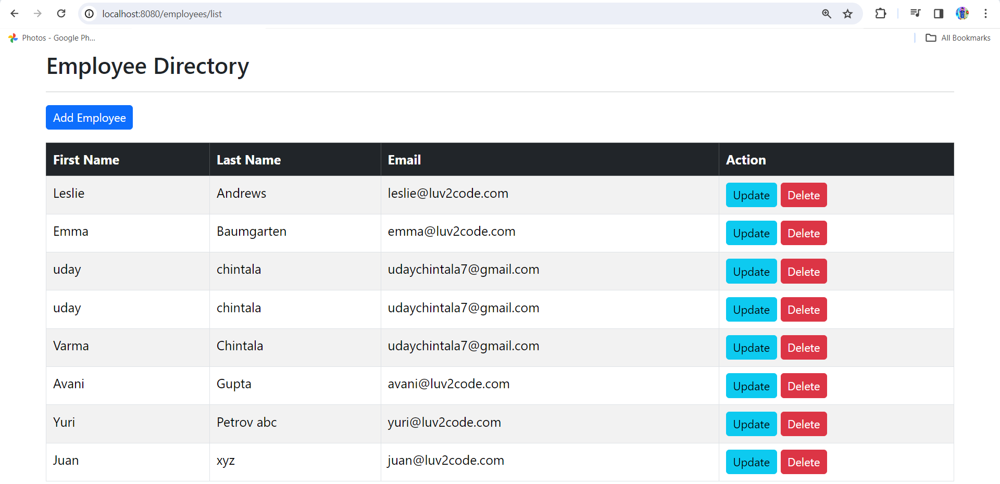 localhost:8080/employees/list
Photos - Google Ph... All Bookmarks
Employee Directory
Add Employee
First Name Last Name Email Action
Leslie Andrews leslie@luv2code.com Update Delete
Emma Baumgarten emma@luv2code.com Update Delete
uday chintala udaychintala7@gmail.com Update Delete
uday chintala udaychintala7@gmail.com Update Delete
Varma Chintala udaychintala7@gmail.com Update Delete
Avani Gupta avani@luv2code.com Update Delete
Yuri Petrov abc yuri@luv2code.com Update Delete
Juan xyz juan@luv2code.com Update Delete